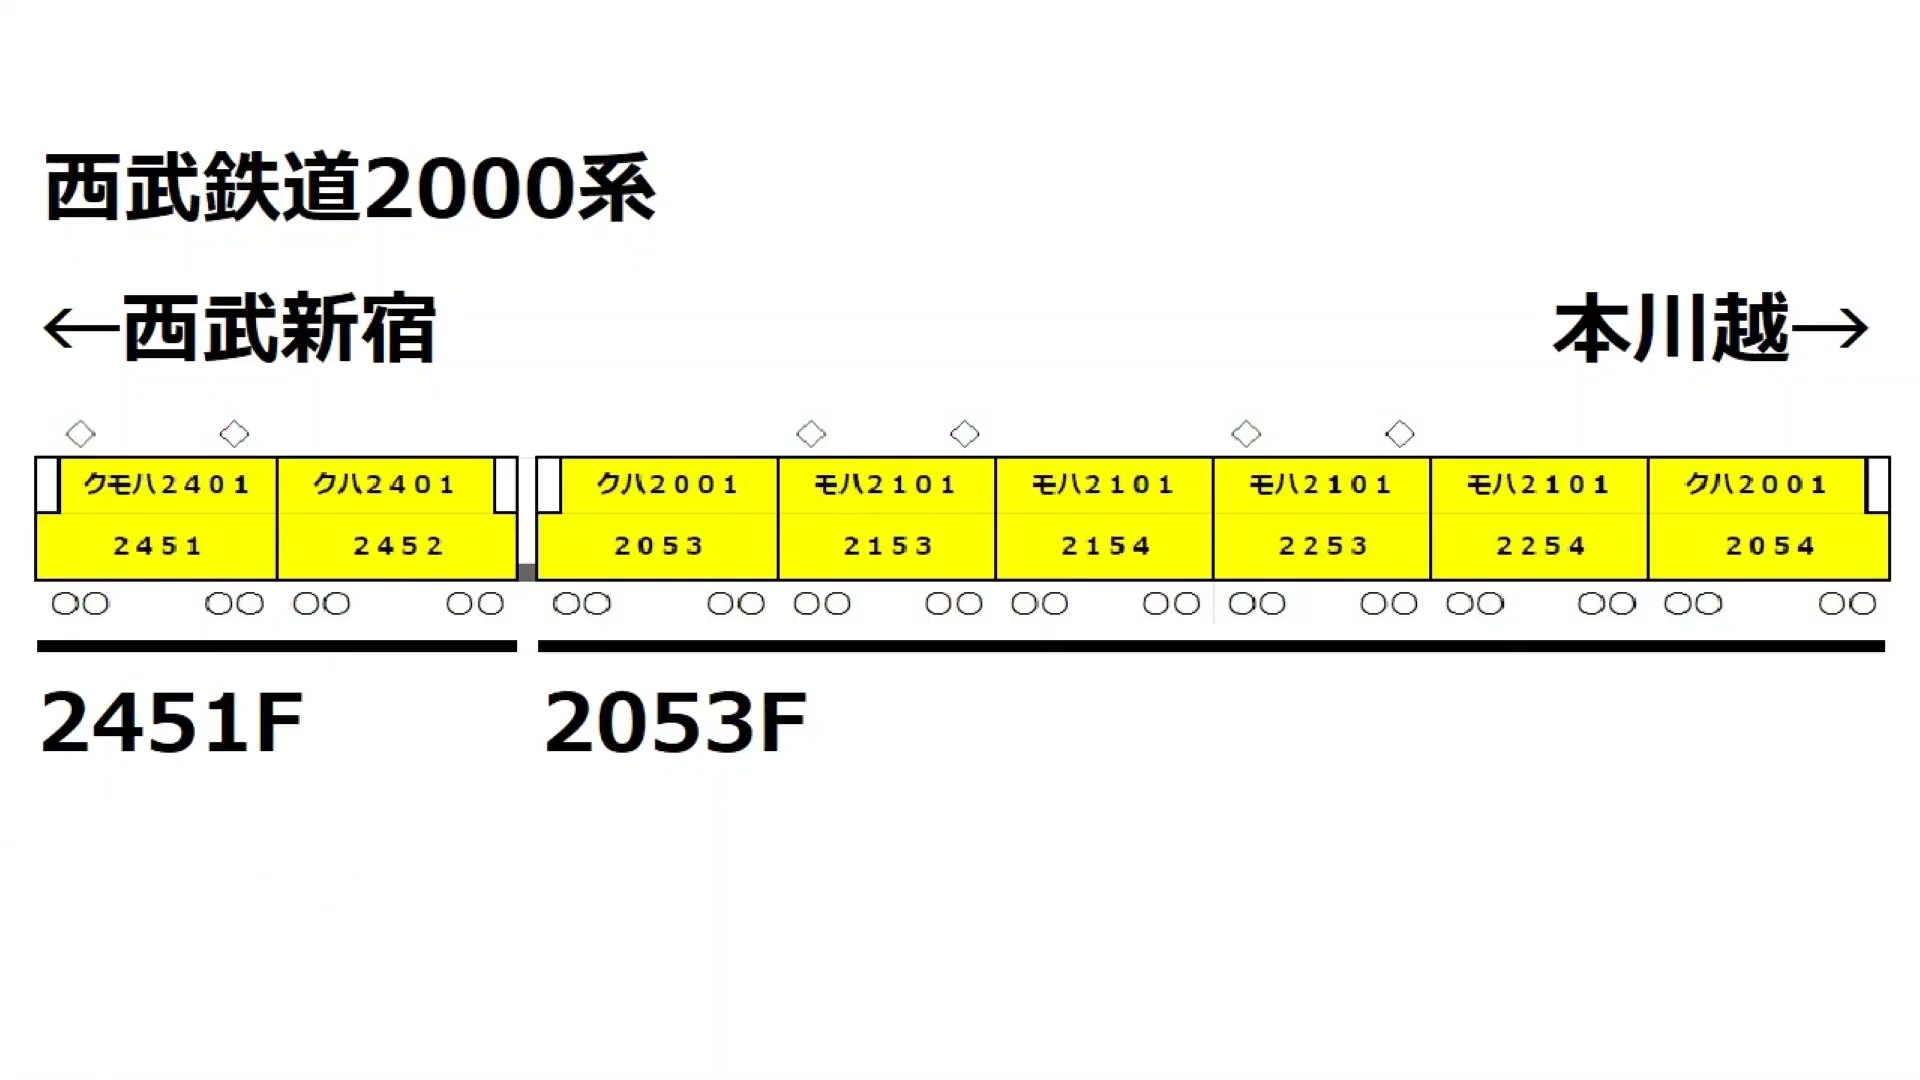 西武鉄道2000系
←西武新宿 本川越→
クモハ2401 クハ2401 クハ2001 モハ2101 モハ2101 モハ2101 モハ2101 クハ2001
2451 2452 2053 2153 2154 2253 2254 2054
2451F 2053F